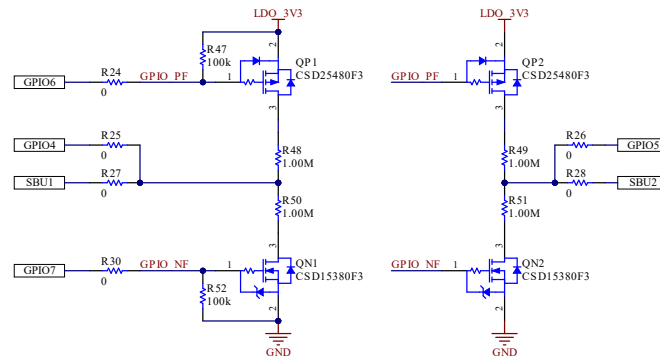 LDO_3V3
LDO_3V3
R47
100k
2
QP1
CSD25480F3
2
QP2
CSD25480F3
GPIO6
R24
0
GPIO_PF
1
3
GPIO_PF
1
3
GPIO4
R25
0
R48
1.00M
R49
1.00M
R26
0
GPIO5
SBU1
R27
0
R50
1.00M
R51
1.00M
R28
0
SBU2
3
QN1
CSD15380F3
3
QN2
CSD15380F3
GPIO7
R30
0
GPIO_NF
1
GPIO_NF
1
R52
100k
2
2
GND
GND